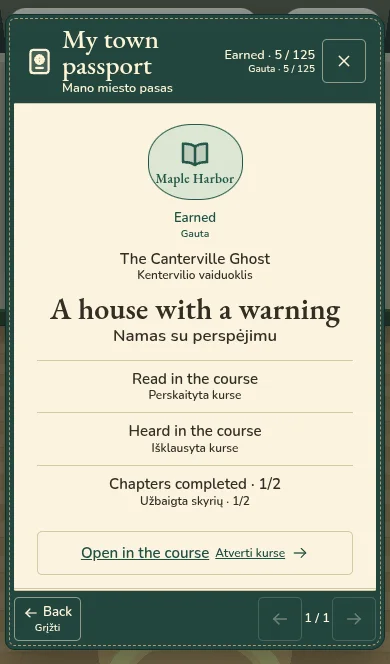 My town
passport
Mano miesto pasas
Earned · 5 / 125
Gauta · 5 / 125
Maple Harbor
Earned
Gauta
The Canterville Ghost
Kentervilio vaiduoklis
A house with a warning
Namas su perspėjimu
Read in the course
Perskaityta kurse
Heard in the course
Išklausyta kurse
Chapters completed · 1/2
Užbaigta skyrių · 1/2
Open in the course Atverti kurse →
← Back
Grįžti
← 1 / 1 →